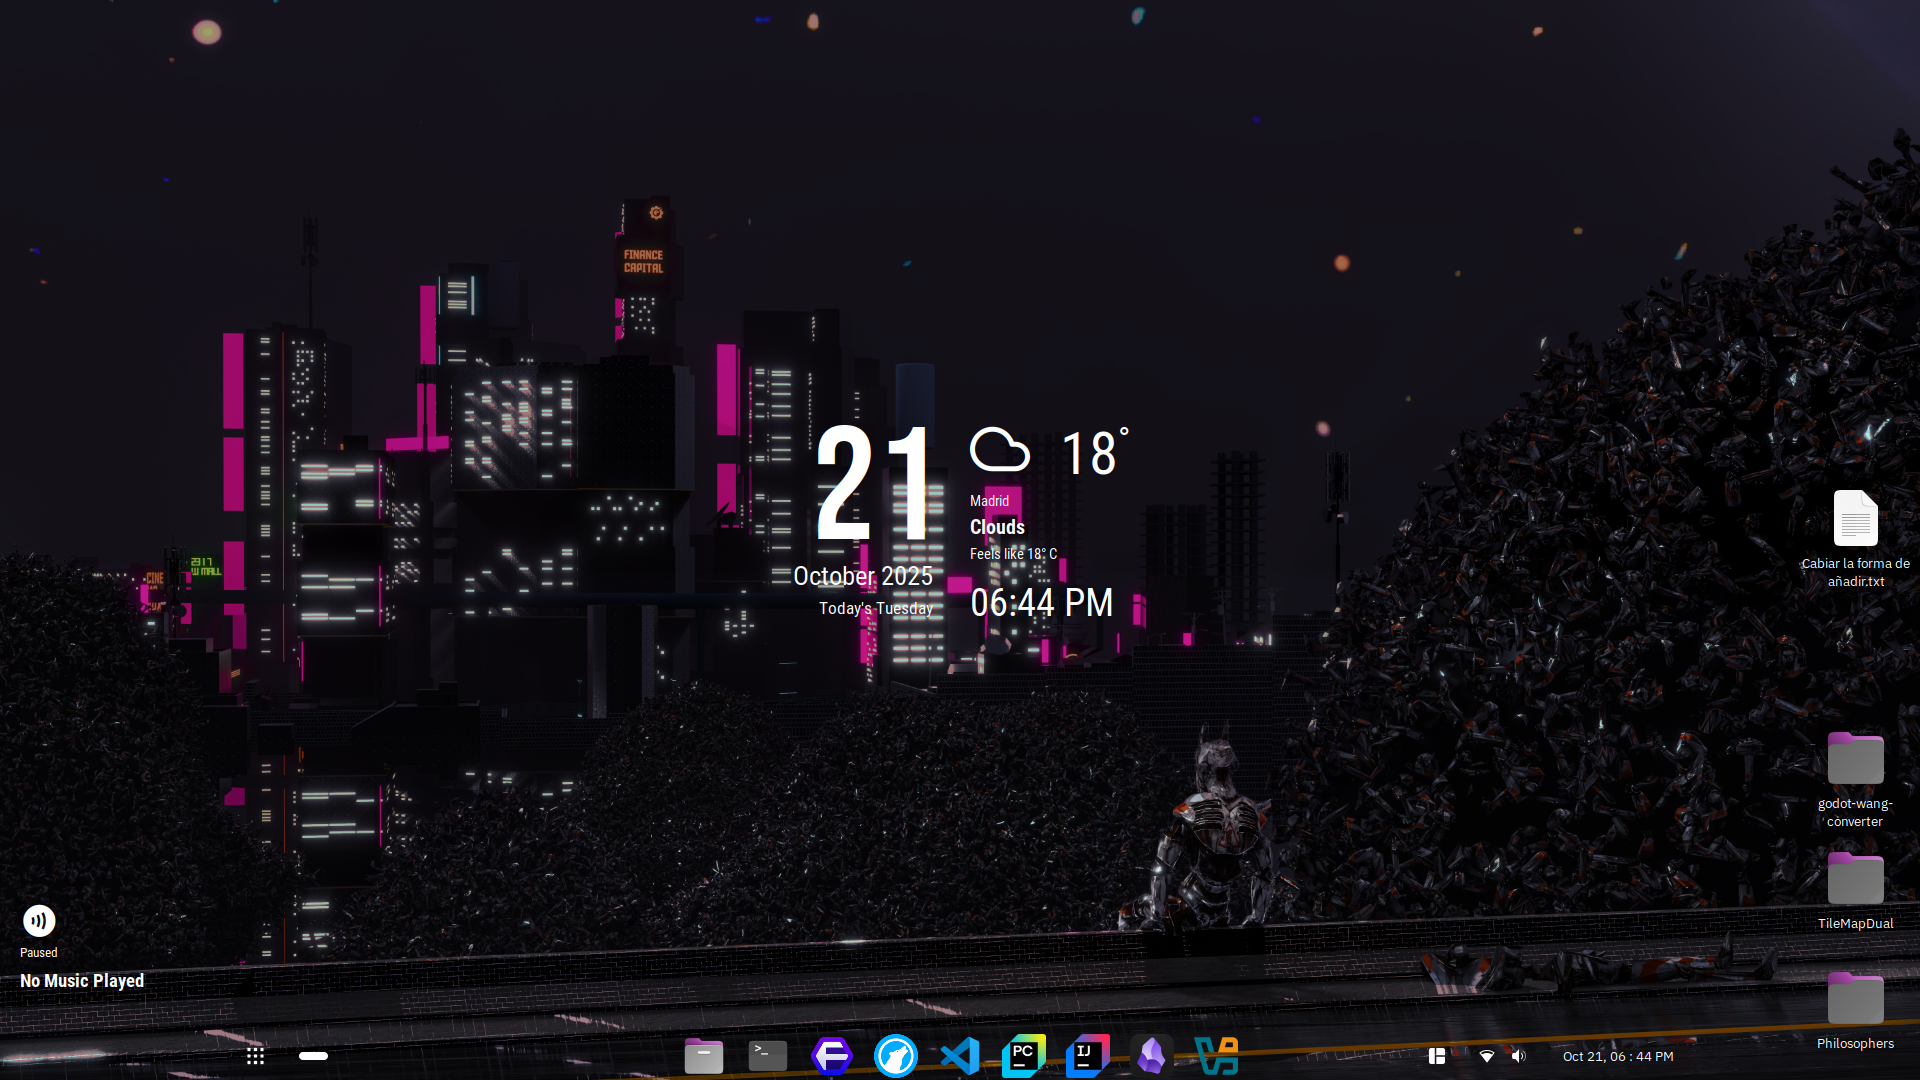 FINANCE
CAPITAL
2317
W MALL
CINE
21
October 2025
Today's Tuesday
18°
Madrid
Clouds
Feels like 18° C
06:44 PM
Cabiar la forma de
añadir.txt
godot-wang-
converter
TileMapDual
Philosophers
Paused
No Music Played
>_
PC
IJ
Oct 21, 06 : 44 PM